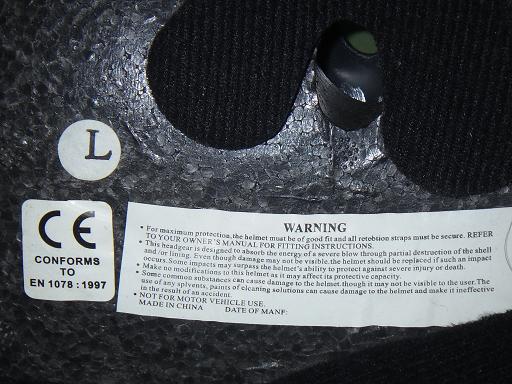 L
CE
CONFORMS
TO
EN 1078 : 1997
WARNING
• For maximum protection,the helmet must be of good fit and all retobtion straps must be secure. REFER
TO YOUR OWNER'S MANUAL FOR FITTING INSTRUCTIONS.
• This headgear is designed to absorb the energy of a severe blow through partial destruction of the shell
and /or lining. Even though damage may not be visible. the helmet should be replaced if such an impact
occurs. Some impacts may surpass the helmet's ability to protect against severe injury or death.
• Make no modifications to this helmet as it may affect its protective capacity.
• Some common substances can cause damage to the helmet.though it may not be visible to the user. The
use of any splvents, paints of cleaning solutions can cause damage to the helmet and make it ineffective
in the result of an accident.
• NOT FOR MOTOR VEHICLE USE.
MADE IN CHINA DATE OF MANF: